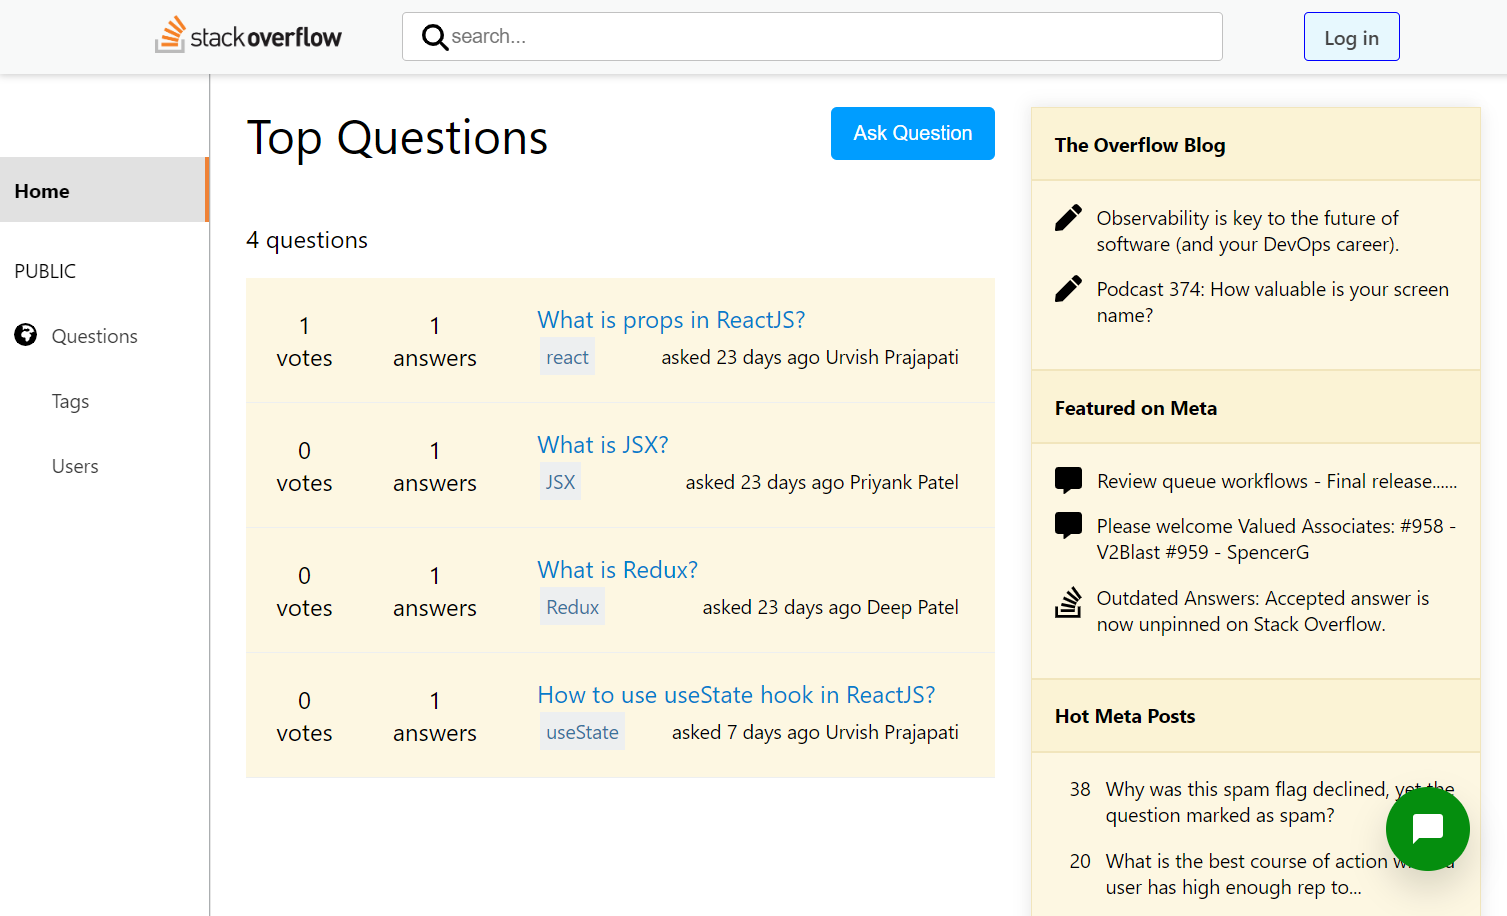 stackoverflow
search...
Log in
Home
PUBLIC
Questions
Tags
Users
Top Questions
Ask Question
4 questions
1
votes
1
answers
What is props in ReactJS?
react
asked 23 days ago Urvish Prajapati
0
votes
1
answers
What is JSX?
JSX
asked 23 days ago Priyank Patel
0
votes
1
answers
What is Redux?
Redux
asked 23 days ago Deep Patel
0
votes
1
answers
How to use useState hook in ReactJS?
useState
asked 7 days ago Urvish Prajapati
The Overflow Blog
Observability is key to the future of
software (and your DevOps career).
Podcast 374: How valuable is your screen
name?
Featured on Meta
Review queue workflows - Final release......
Please welcome Valued Associates: #958 -
V2Blast #959 - SpencerG
Outdated Answers: Accepted answer is
now unpinned on Stack Overflow.
Hot Meta Posts
38 Why was this spam flag declined, yet the
question marked as spam?
20 What is the best course of action
user has high enough rep to...